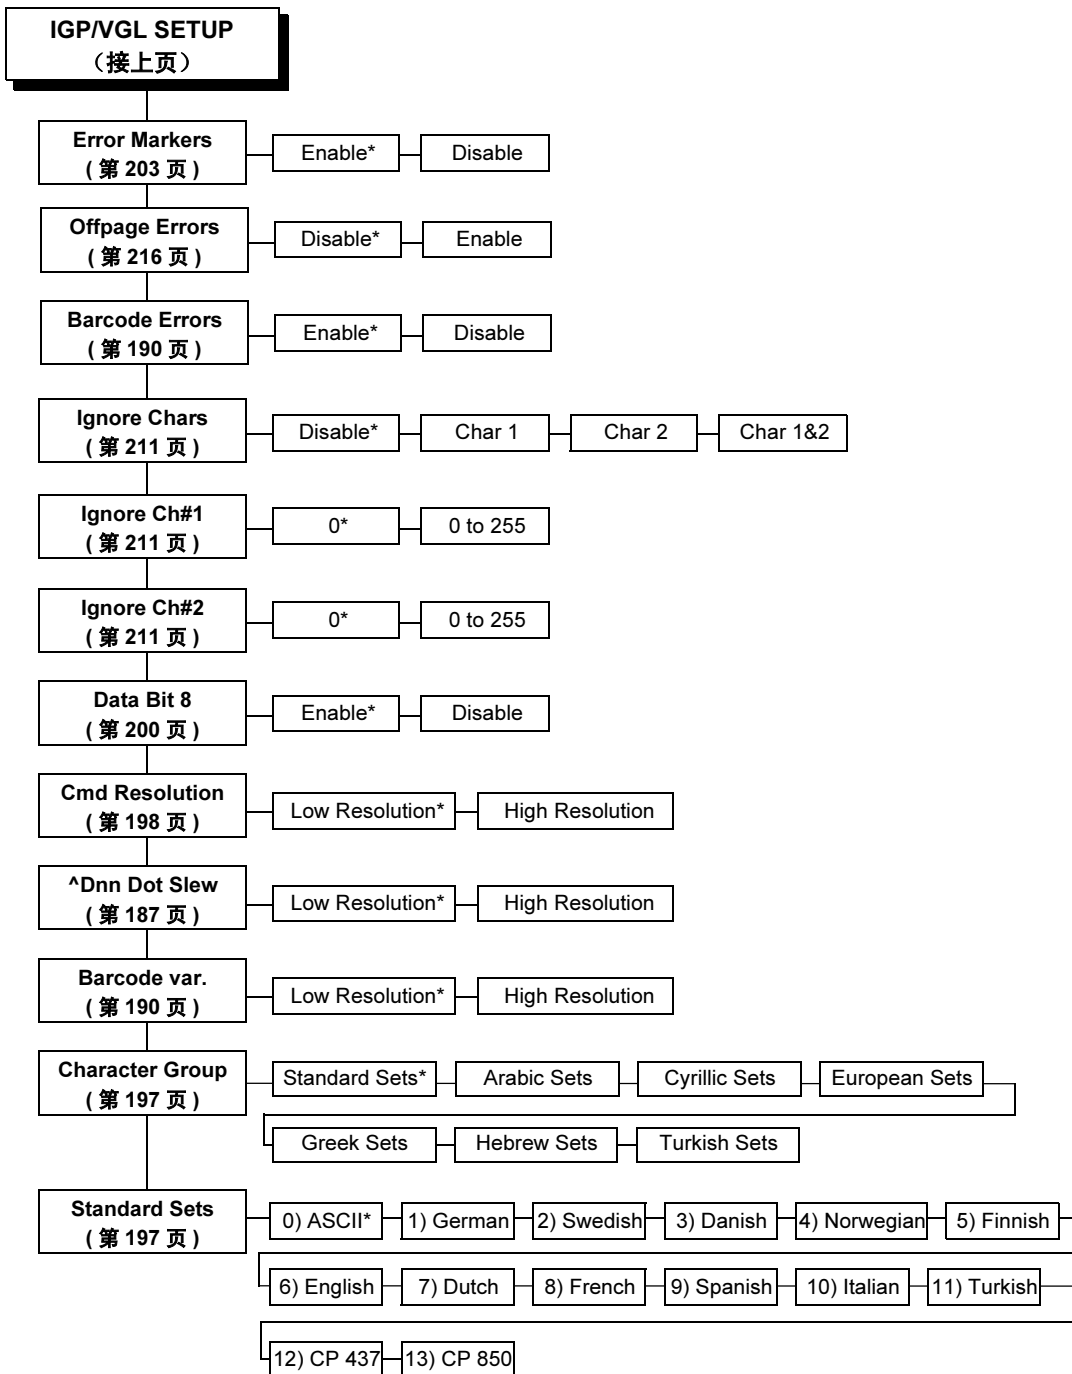 IGP/VGL SETUP
（接上页）
Error Markers
( 第 203 页 )
Enable* Disable
Offpage Errors
( 第 216 页 )
Disable* Enable
Barcode Errors
( 第 190 页 )
Enable* Disable
Ignore Chars
( 第 211 页 )
Disable* Char 1 Char 2 Char 1&2
Ignore Ch#1
( 第 211 页 )
0* 0 to 255
Ignore Ch#2
( 第 211 页 )
0* 0 to 255
Data Bit 8
( 第 200 页 )
Enable* Disable
Cmd Resolution
( 第 198 页 )
Low Resolution* High Resolution
^Dnn Dot Slew
( 第 187 页 )
Low Resolution* High Resolution
Barcode var.
( 第 190 页 )
Low Resolution* High Resolution
Character Group
( 第 197 页 )
Standard Sets* Arabic Sets Cyrillic Sets European Sets
Greek Sets Hebrew Sets Turkish Sets
Standard Sets
( 第 197 页 )
0) ASCII* 1) German 2) Swedish 3) Danish 4) Norwegian 5) Finnish
6) English 7) Dutch 8) French 9) Spanish 10) Italian 11) Turkish
12) CP 437 13) CP 850